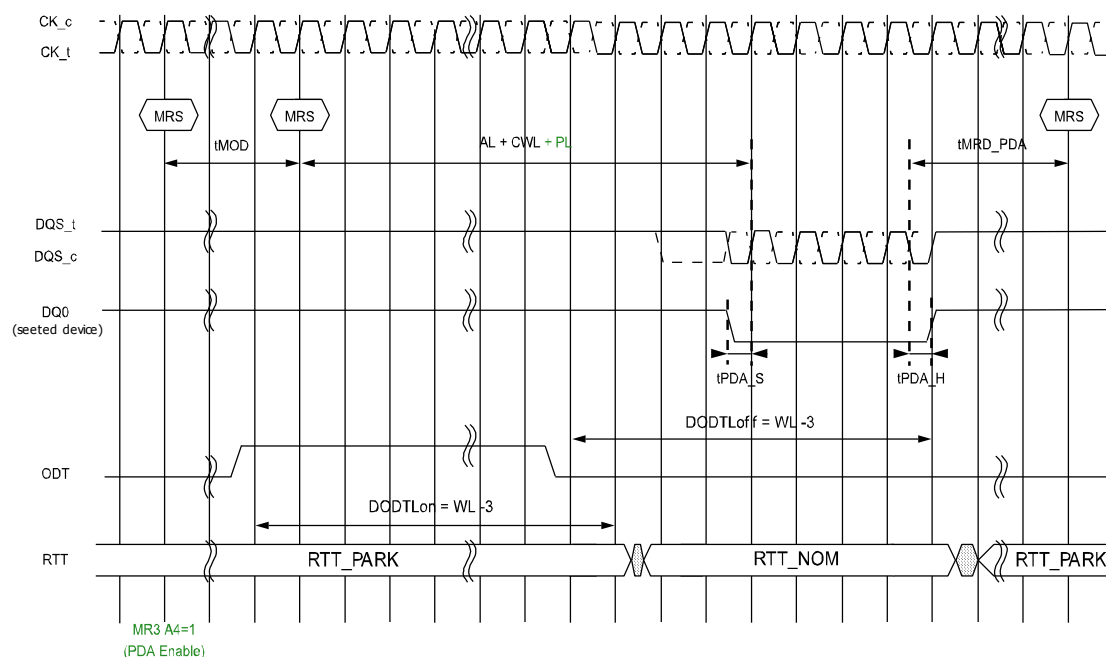 CK_c
CK_t
MRS
MRS
MRS
tMOD
AL + CWL + PL
tMRD_PDA
DQS_t
DQS_c
DQ0
(seeted device)
tPDA_S
tPDA_H
DODTLoff = WL -3
ODT
DODTLon = WL -3
RTT
RTT_PARK
RTT_NOM
RTT_PARK
MR3 A4=1
(PDA Enable)